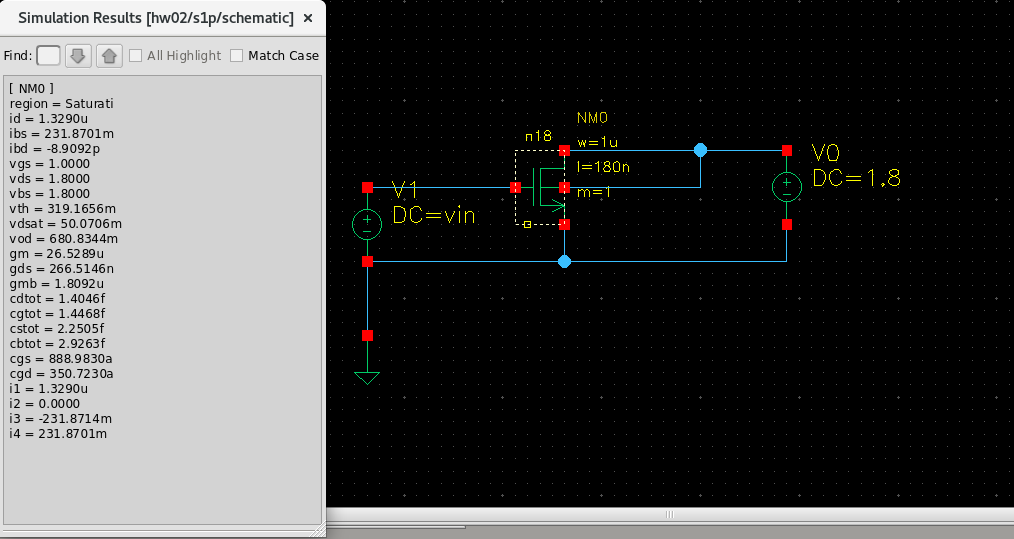 Simulation Results [hw02/s1p/schematic] ×
Find: All Highlight Match Case
[ NM0 ]
region = Saturati
id = 1.3290u
ibs = 231.8701m
ibd = -8.9092p
vgs = 1.0000
vds = 1.8000
vbs = 1.8000
vth = 319.1656m
vdsat = 50.0706m
vod = 680.8344m
gm = 26.5289u
gds = 266.5146n
gmb = 1.8092u
cdtot = 1.4046f
cgtot = 1.4468f
cstot = 2.2505f
cbtot = 2.9263f
cgs = 888.9830a
cgd = 350.7230a
i1 = 1.3290u
i2 = 0.0000
i3 = -231.8714m
i4 = 231.8701m
NM0
n18
w=1u
l=180n
m=1
V1
DC=vin
V0
DC=1.8